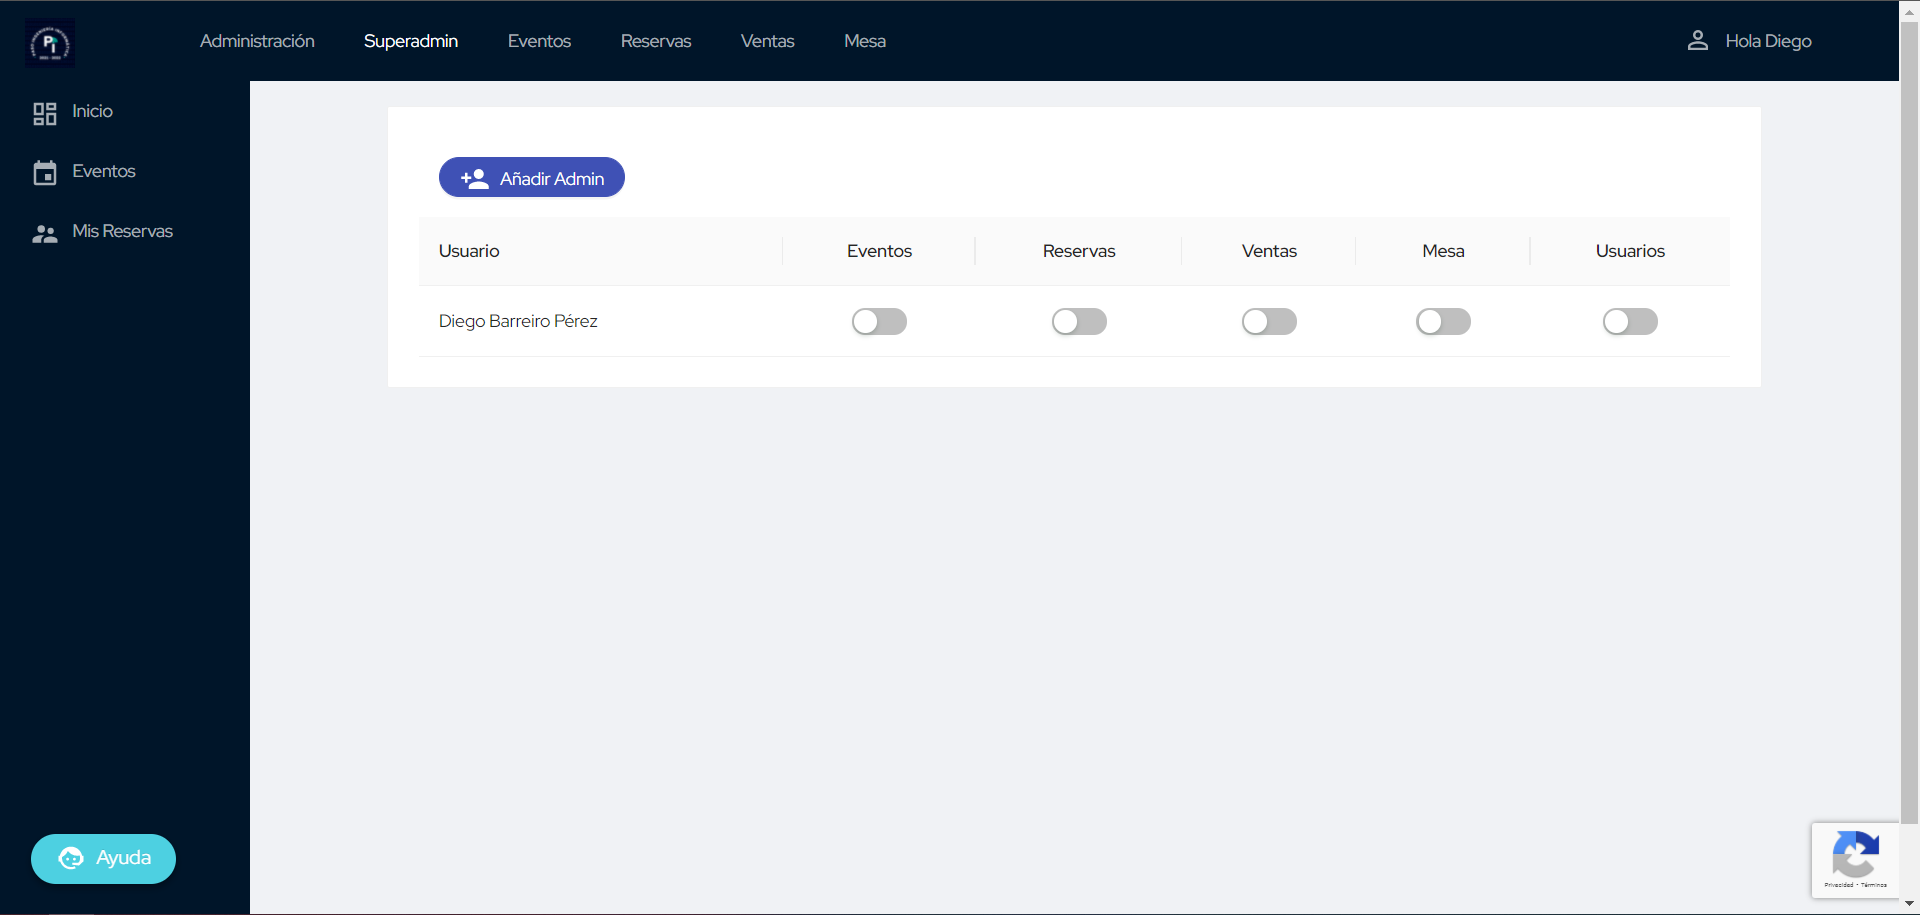 Pi
Administración Superadmin Eventos Reservas Ventas Mesa Hola Diego
Inicio
Eventos
Mis Reservas
Añadir Admin
Usuario Eventos Reservas Ventas Mesa Usuarios
Diego Barreiro Pérez
Ayuda
Privacidad - Términos